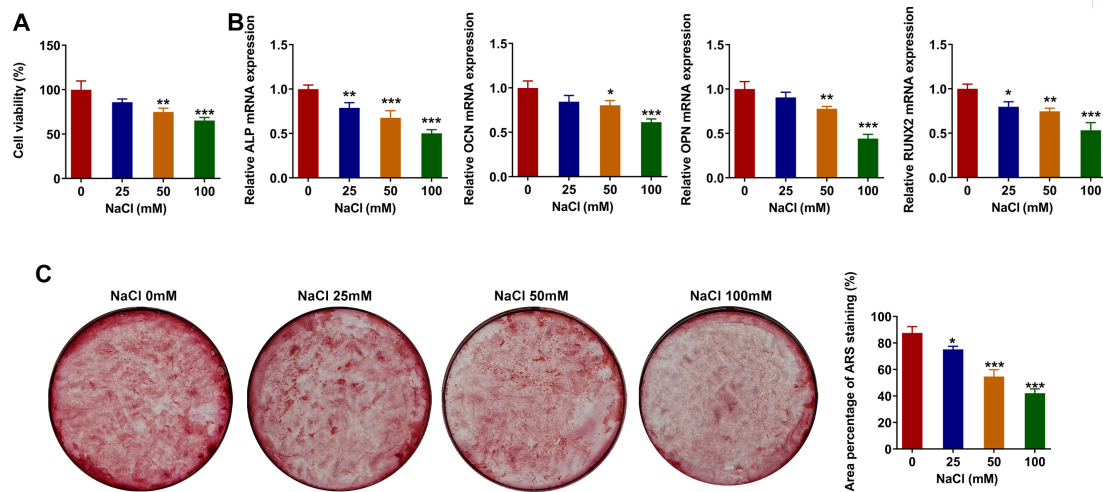 A
Cell viability (%)
150
100
50
0
**
***
0 25 50 100
NaCl (mM)
B
Relative ALP mRNA expression
1.5
1.0
0.5
0.0
**
***
***
0 25 50 100
NaCl (mM)
Relative OCN mRNA expression
1.5
1.0
0.5
0.0
*
***
0 25 50 100
NaCl (mM)
Relative OPN mRNA expression
1.5
1.0
0.5
0.0
**
***
0 25 50 100
NaCl (mM)
Relative RUNX2 mRNA expression
1.5
1.0
0.5
0.0
*
**
***
0 25 50 100
NaCl (mM)
C
NaCl 0mM
NaCl 25mM
NaCl 50mM
NaCl 100mM
Area percentage of ARS staining (%)
100
80
60
40
20
0
*
***
***
0 25 50 100
NaCl (mM)